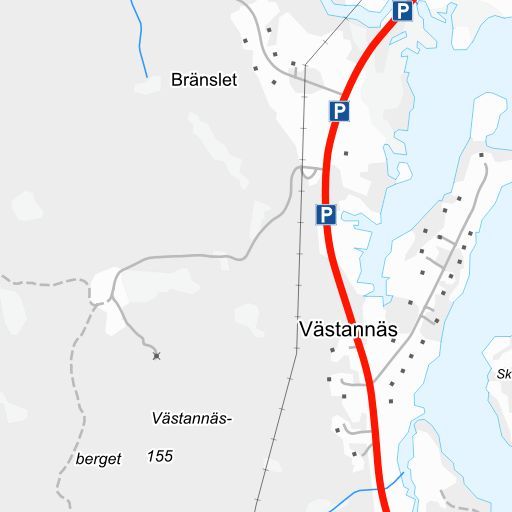 P
Bränslet
P
P
Västannäs
Sk
Västannäs-
berget 155